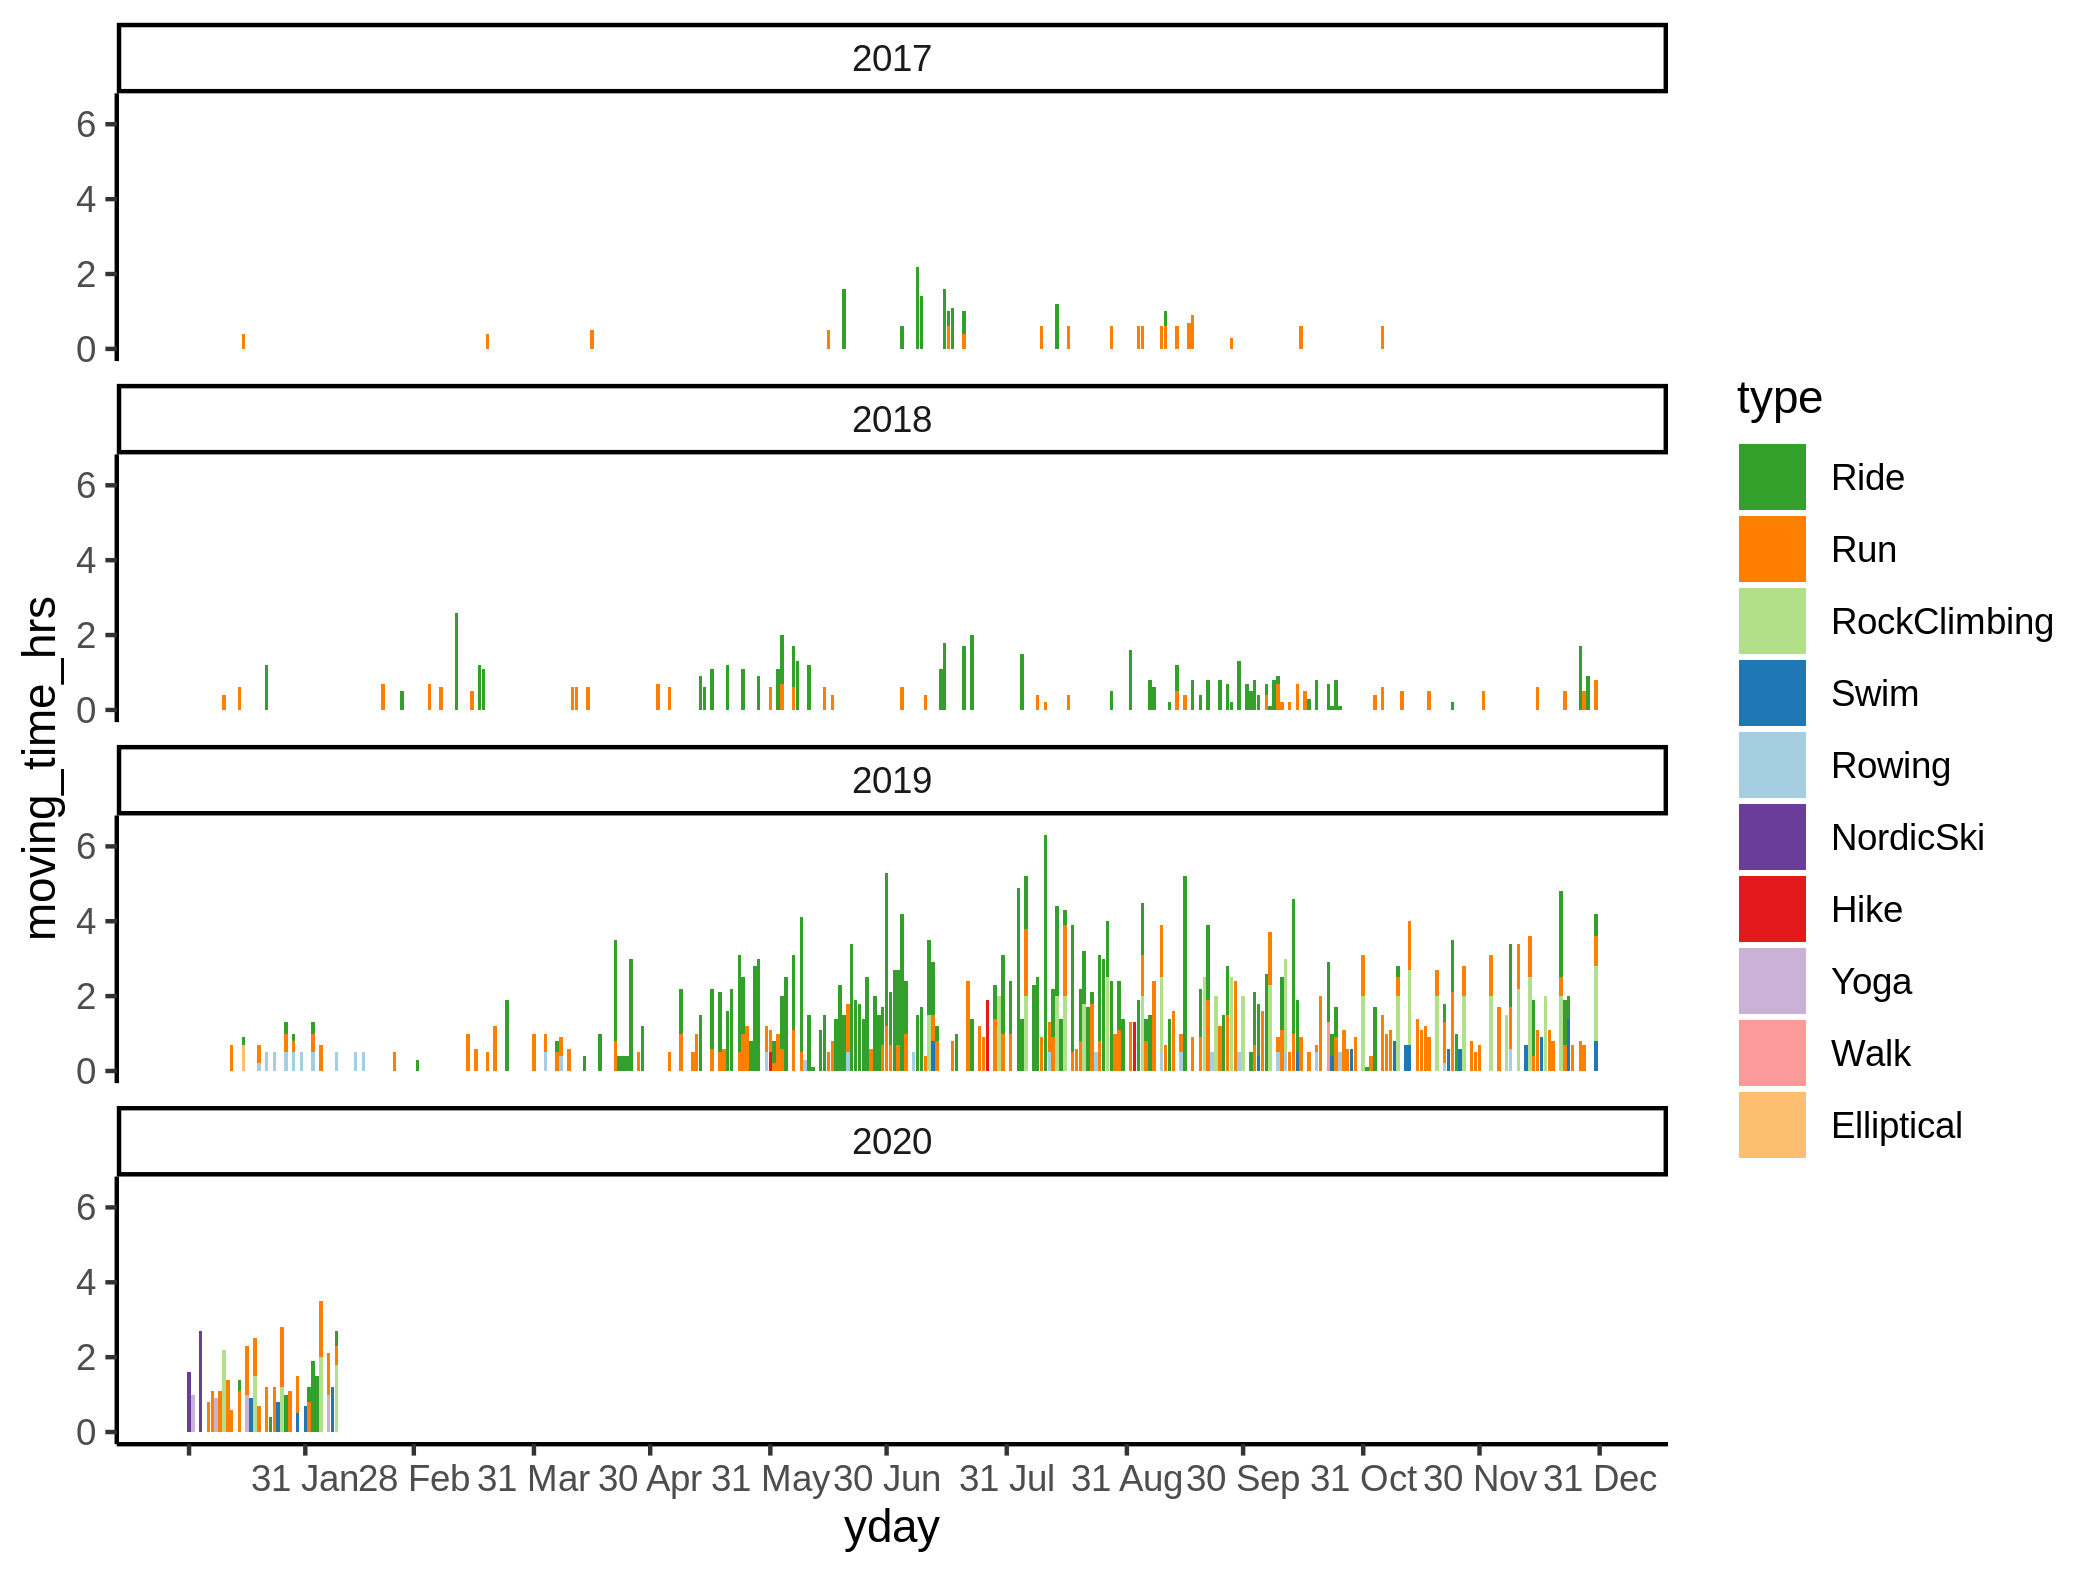 2017
6
4
2
0
2018
6
4
2
0
2019
6
4
2
0
2020
6
4
2
0
31 Jan 28 Feb 31 Mar 30 Apr 31 May 30 Jun 31 Jul 31 Aug 30 Sep 31 Oct 30 Nov 31 Dec
yday
moving_time_hrs
type
Ride
Run
RockClimbing
Swim
Rowing
NordicSki
Hike
Yoga
Walk
Elliptical